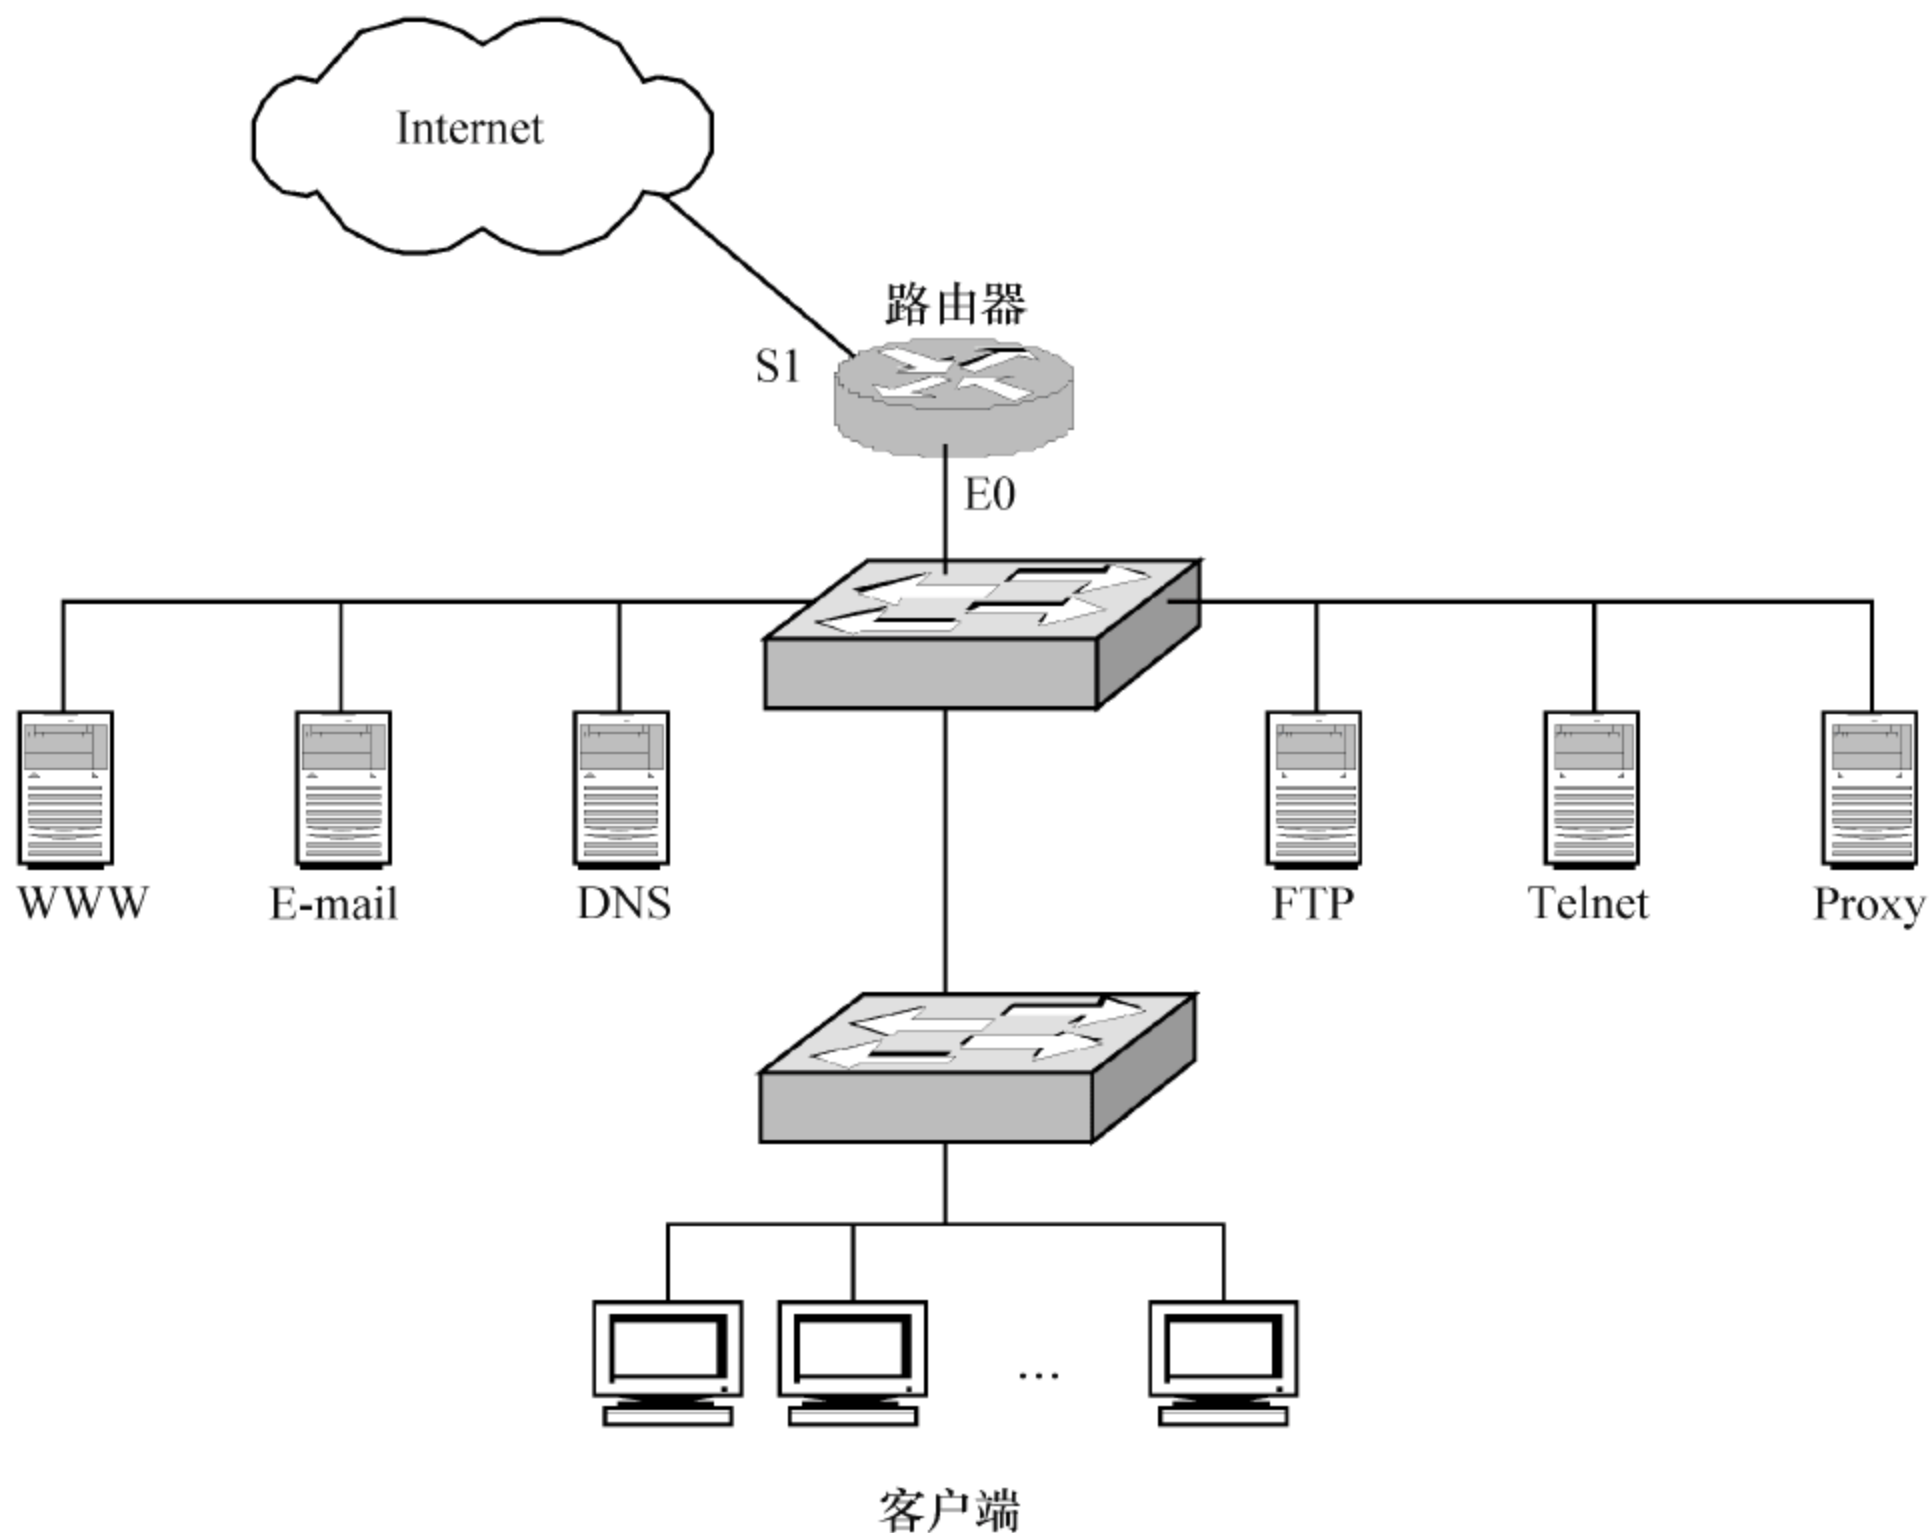 Internet
路由器
S1
E0
WWW
E-mail
DNS
FTP
Telnet
Proxy
...
客户端